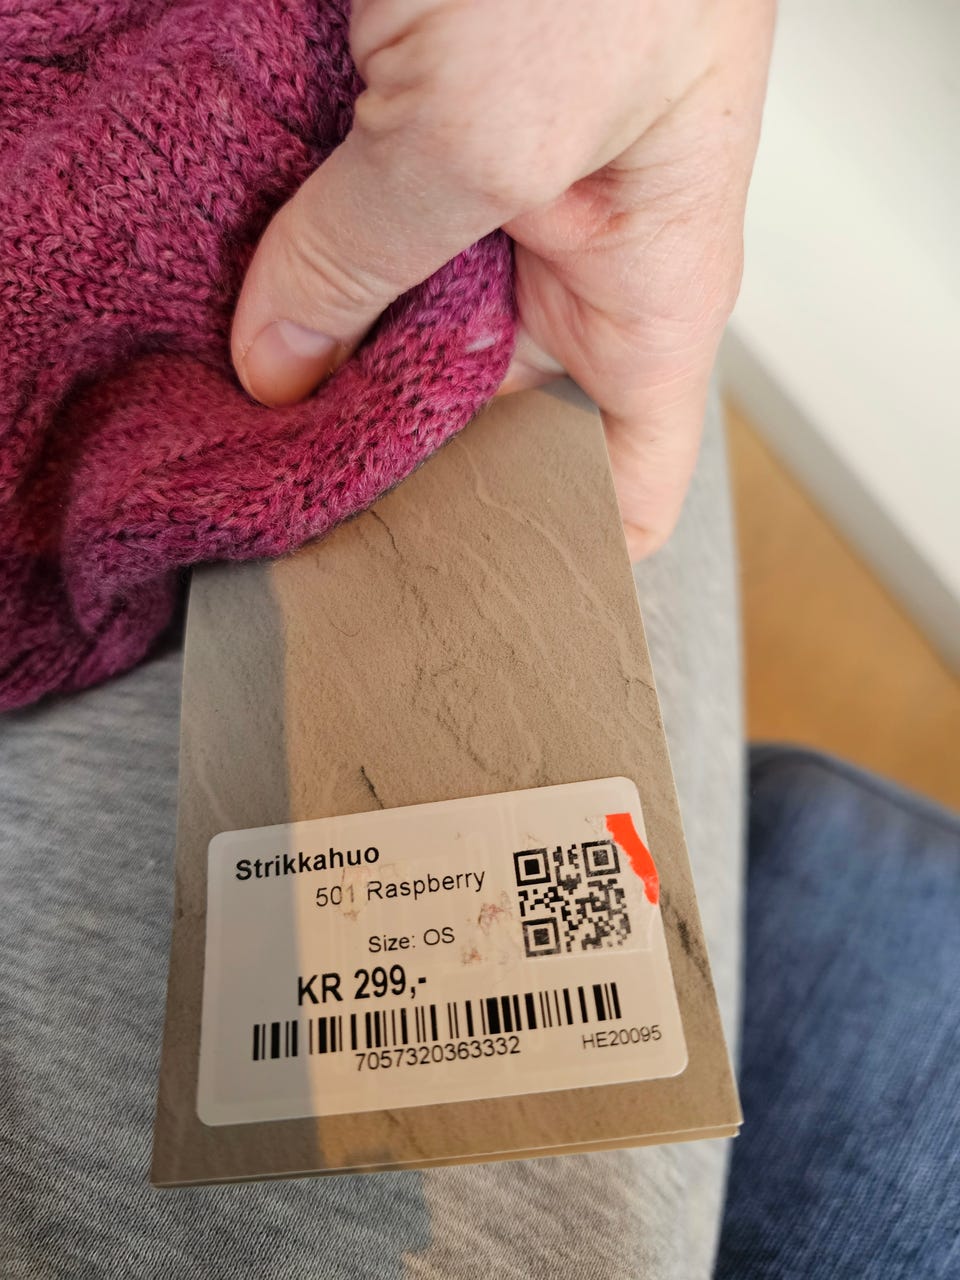 Strikkahuo
501 Raspberry
Size: OS
KR 299,-
7057320363332
HE20095